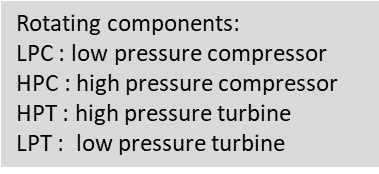 Rotating components:
LPC : low pressure compressor
HPC : high pressure compressor
HPT : high pressure turbine
LPT :  low pressure turbine